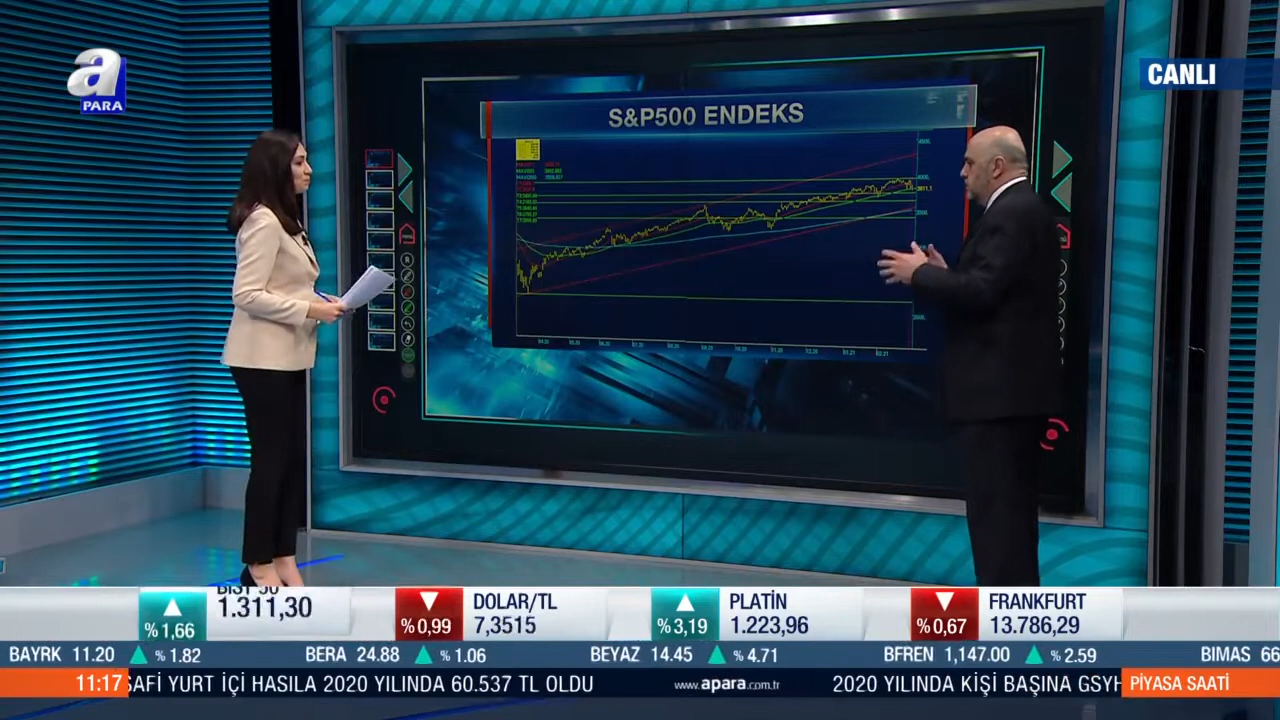 a
PARA
CANLI
S&P500 ENDEKS
BIST 50
% 1,66
1.311,30
% 0,99
DOLAR/TL
7,3515
% 3,19
PLATİN
1.223,96
% 0,67
FRANKFURT
13.786,29
BAYRK 11.20 % 1.82 BERA 24.88 % 1.06 BEYAZ 14.45 % 4.71 BFREN 1,147.00 % 2.59 BIMAS 66
11:17 SAFİ YURT İÇİ HASILA 2020 YILINDA 60.537 TL OLDU www.apara.com.tr 2020 YILINDA KİŞİ BAŞINA GSYH PİYASA SAATİ